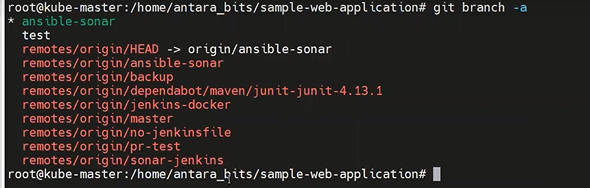 root@kube-master:/home/antara_bits/sample-web-application# git branch -a
* ansible-sonar
  test
  remotes/origin/HEAD -> origin/ansible-sonar
  remotes/origin/ansible-sonar
  remotes/origin/backup
  remotes/origin/dependabot/maven/junit-junit-4.13.1
  remotes/origin/jenkins-docker
  remotes/origin/master
  remotes/origin/no-jenkinsfile
  remotes/origin/pr-test
  remotes/origin/sonar-jenkins
root@kube-master:/home/antara_bits/sample-web-application#